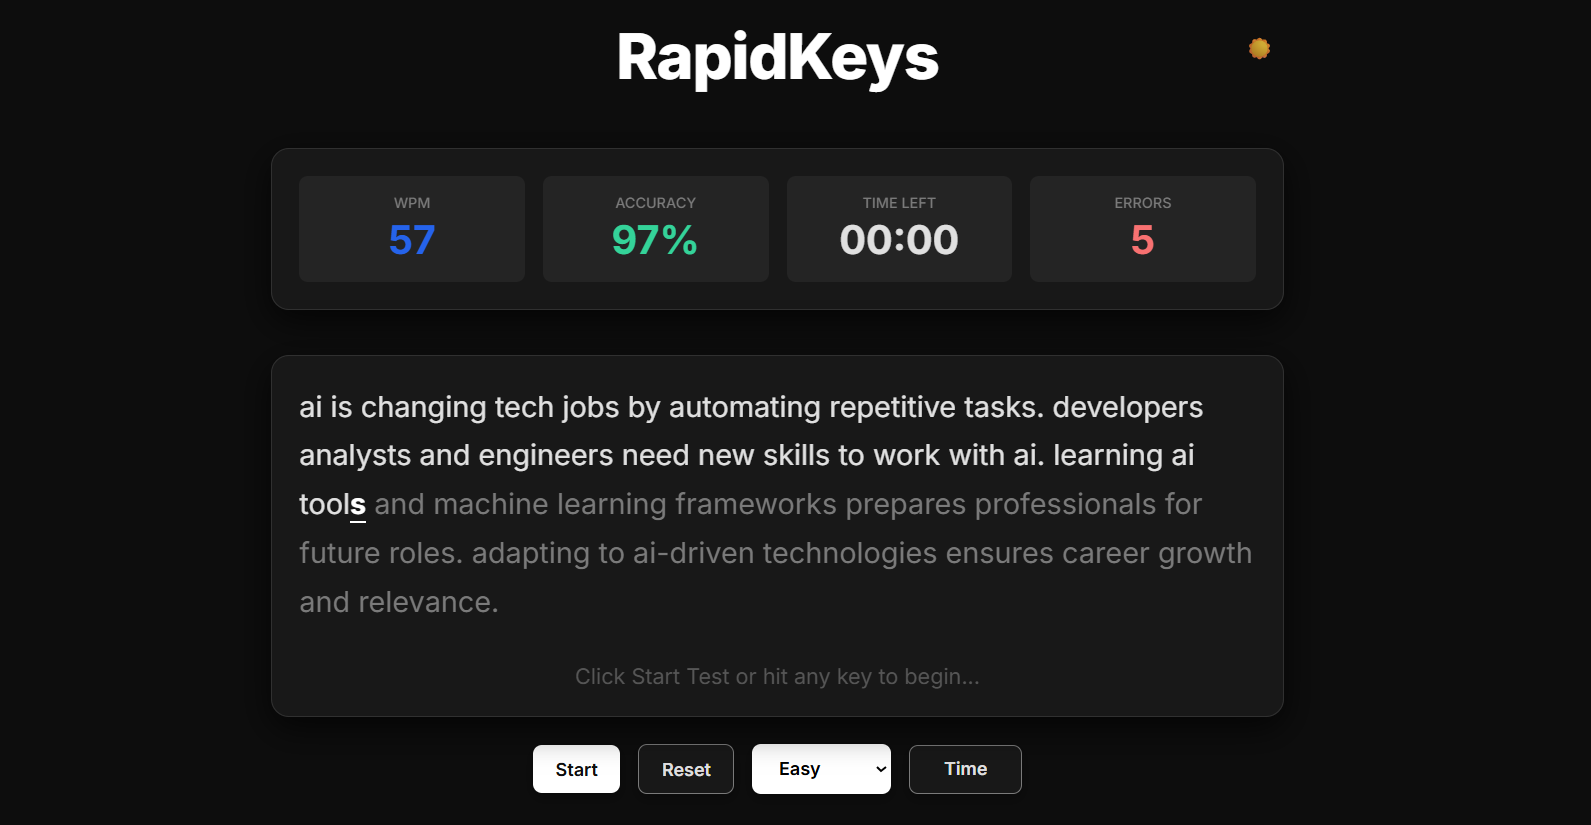 RapidKeys
WPM
57
ACCURACY
97%
TIME LEFT
00:00
ERRORS
5
ai is changing tech jobs by automating repetitive tasks. developers
analysts and engineers need new skills to work with ai. learning ai
tools and machine learning frameworks prepares professionals for
future roles. adapting to ai-driven technologies ensures career growth
and relevance.
Click Start Test or hit any key to begin...
Start
Reset
Easy
Time